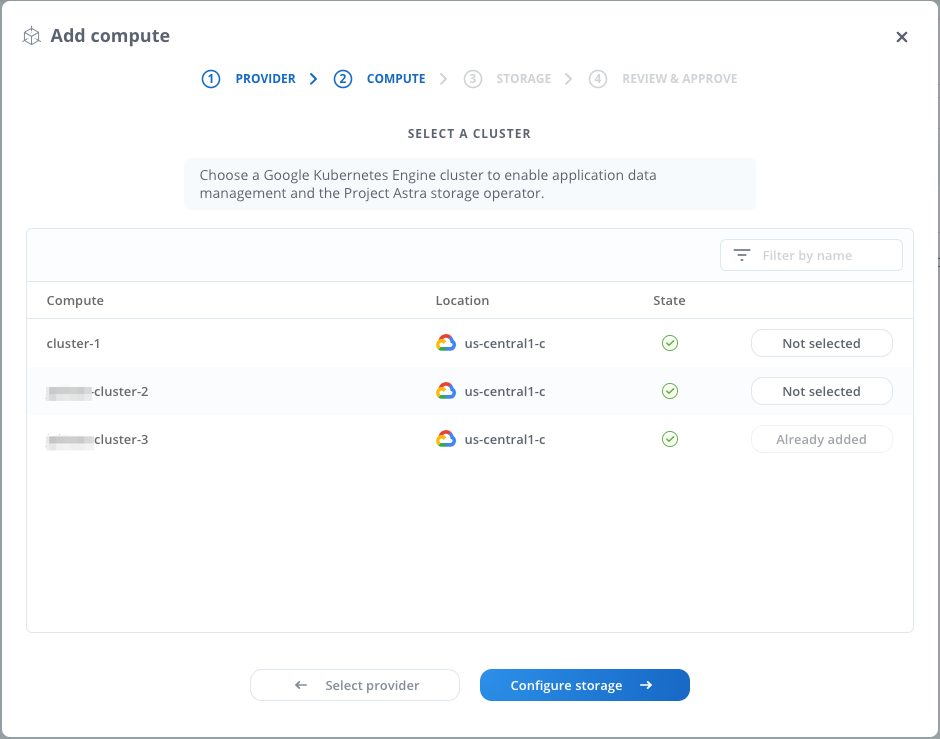 Add compute
1 PROVIDER 2 COMPUTE 3 STORAGE 4 REVIEW & APPROVE
SELECT A CLUSTER
Choose a Google Kubernetes Engine cluster to enable application data
management and the Project Astra storage operator.
Filter by name
Compute Location State
cluster-1 us-central1-c Not selected
-cluster-2 us-central1-c Not selected
cluster-3 us-central1-c Already added
Select provider Configure storage